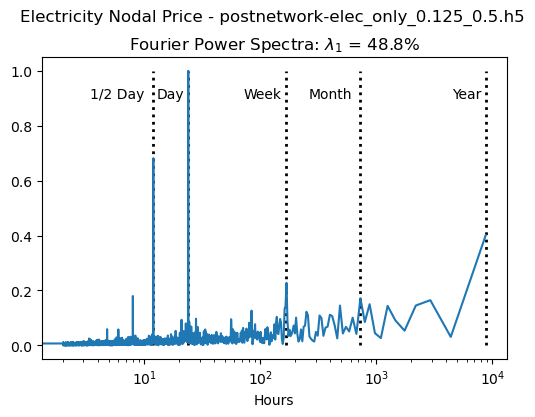 Electricity Nodal Price - postnetwork-elec_only_0.125_0.5.h5
Fourier Power Spectra: λ₁ = 48.8%
1/2 Day Day Week Month Year
1.0
0.8
0.6
0.4
0.2
0.0
10¹ 10² 10³ 10⁴
Hours